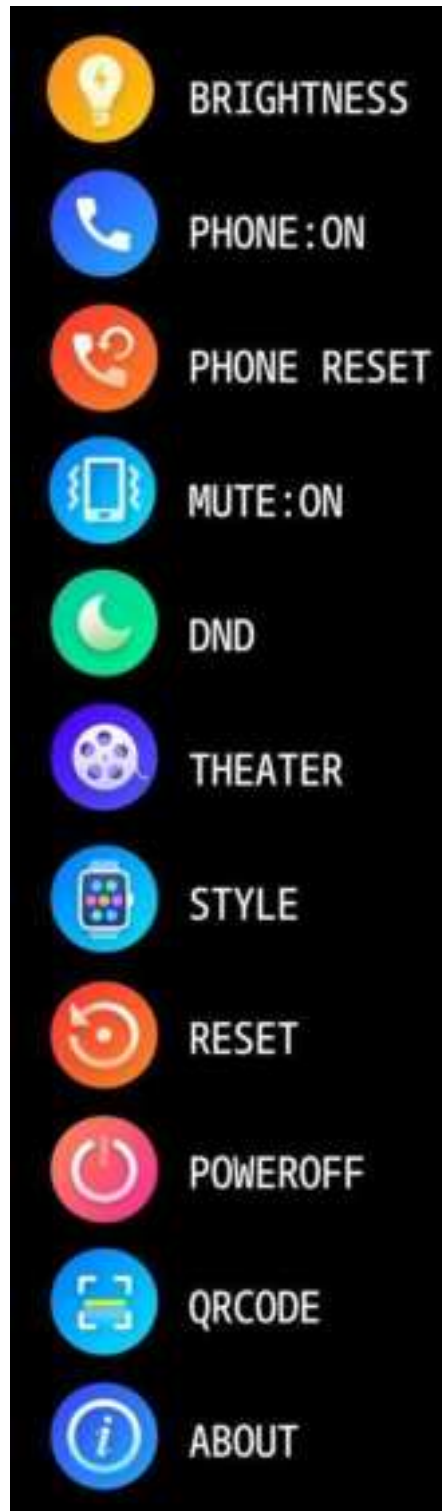 BRIGHTNESS
PHONE:ON
PHONE RESET
MUTE:ON
DND
THEATER
STYLE
RESET
POWEROFF
QRCODE
ABOUT